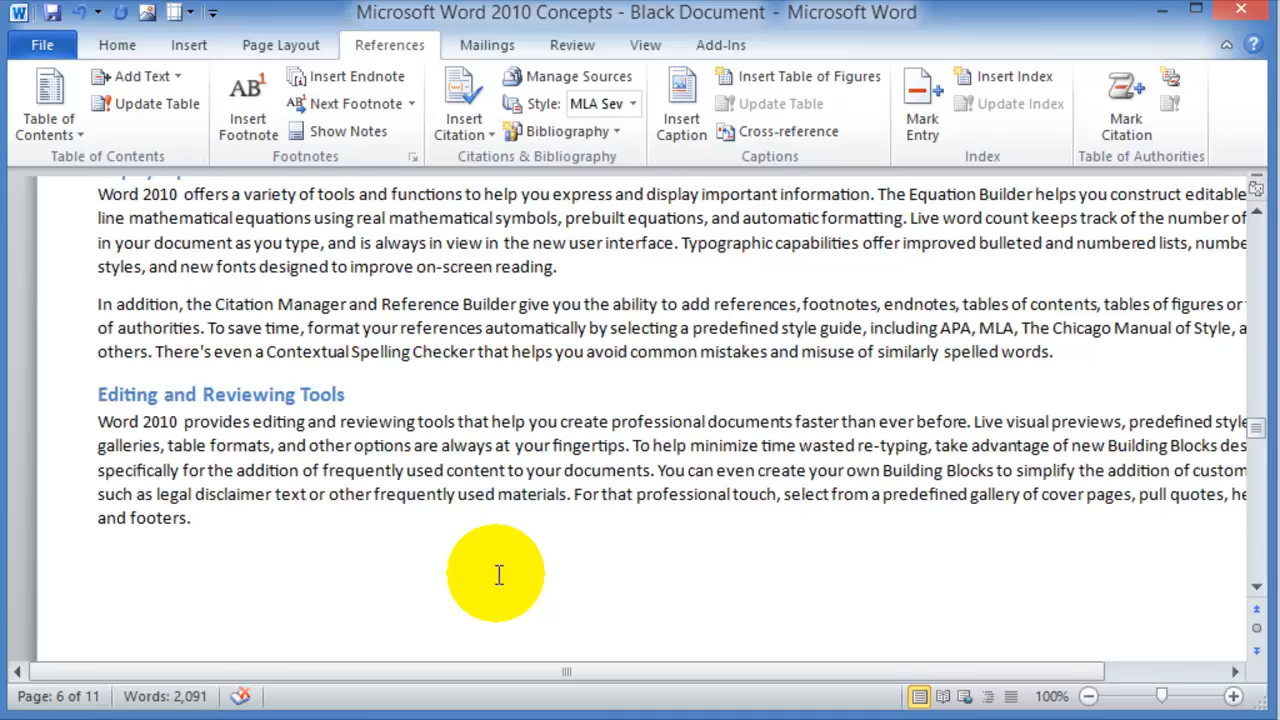 Microsoft Word 2010 Concepts - Black Document - Microsoft Word
File Home Insert Page Layout References Mailings Review View Add-Ins
Table of Contents
Add Text
Update Table
Table of Contents
AB¹
Insert Footnote
Insert Endnote
Next Footnote
Show Notes
Footnotes
Insert Citation
Manage Sources
Style: MLA Sev
Bibliography
Citations & Bibliography
Insert Caption
Insert Table of Figures
Update Table
Cross-reference
Captions
Mark Entry
Insert Index
Update Index
Index
Mark Citation
Table of Authorities
Word 2010 offers a variety of tools and functions to help you express and display important information. The Equation Builder helps you construct editable
line mathematical equations using real mathematical symbols, prebuilt equations, and automatic formatting. Live word count keeps track of the number of
in your document as you type, and is always in view in the new user interface. Typographic capabilities offer improved bulleted and numbered lists, numbe
styles, and new fonts designed to improve on-screen reading.
In addition, the Citation Manager and Reference Builder give you the ability to add references, footnotes, endnotes, tables of contents, tables of figures or
of authorities. To save time, format your references automatically by selecting a predefined style guide, including APA, MLA, The Chicago Manual of Style, a
others. There's even a Contextual Spelling Checker that helps you avoid common mistakes and misuse of similarly spelled words.
Editing and Reviewing Tools
Word 2010 provides editing and reviewing tools that help you create professional documents faster than ever before. Live visual previews, predefined style
galleries, table formats, and other options are always at your fingertips. To help minimize time wasted re-typing, take advantage of new Building Blocks des
specifically for the addition of frequently used content to your documents. You can even create your own Building Blocks to simplify the addition of custom
such as legal disclaimer text or other frequently used materials. For that professional touch, select from a predefined gallery of cover pages, pull quotes, he
and footers.
Page: 6 of 11 Words: 2,091 100%